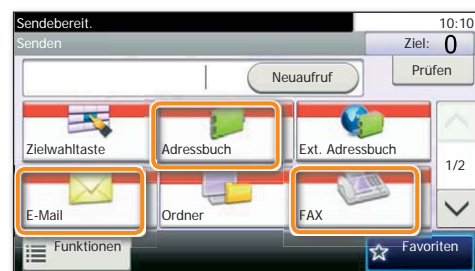 Sendebereit. 10:10
Senden Ziel: 0
Neuaufruf Prüfen
Zielwahltaste Adressbuch Ext. Adressbuch
1/2
E-Mail Ordner FAX
Funktionen Favoriten